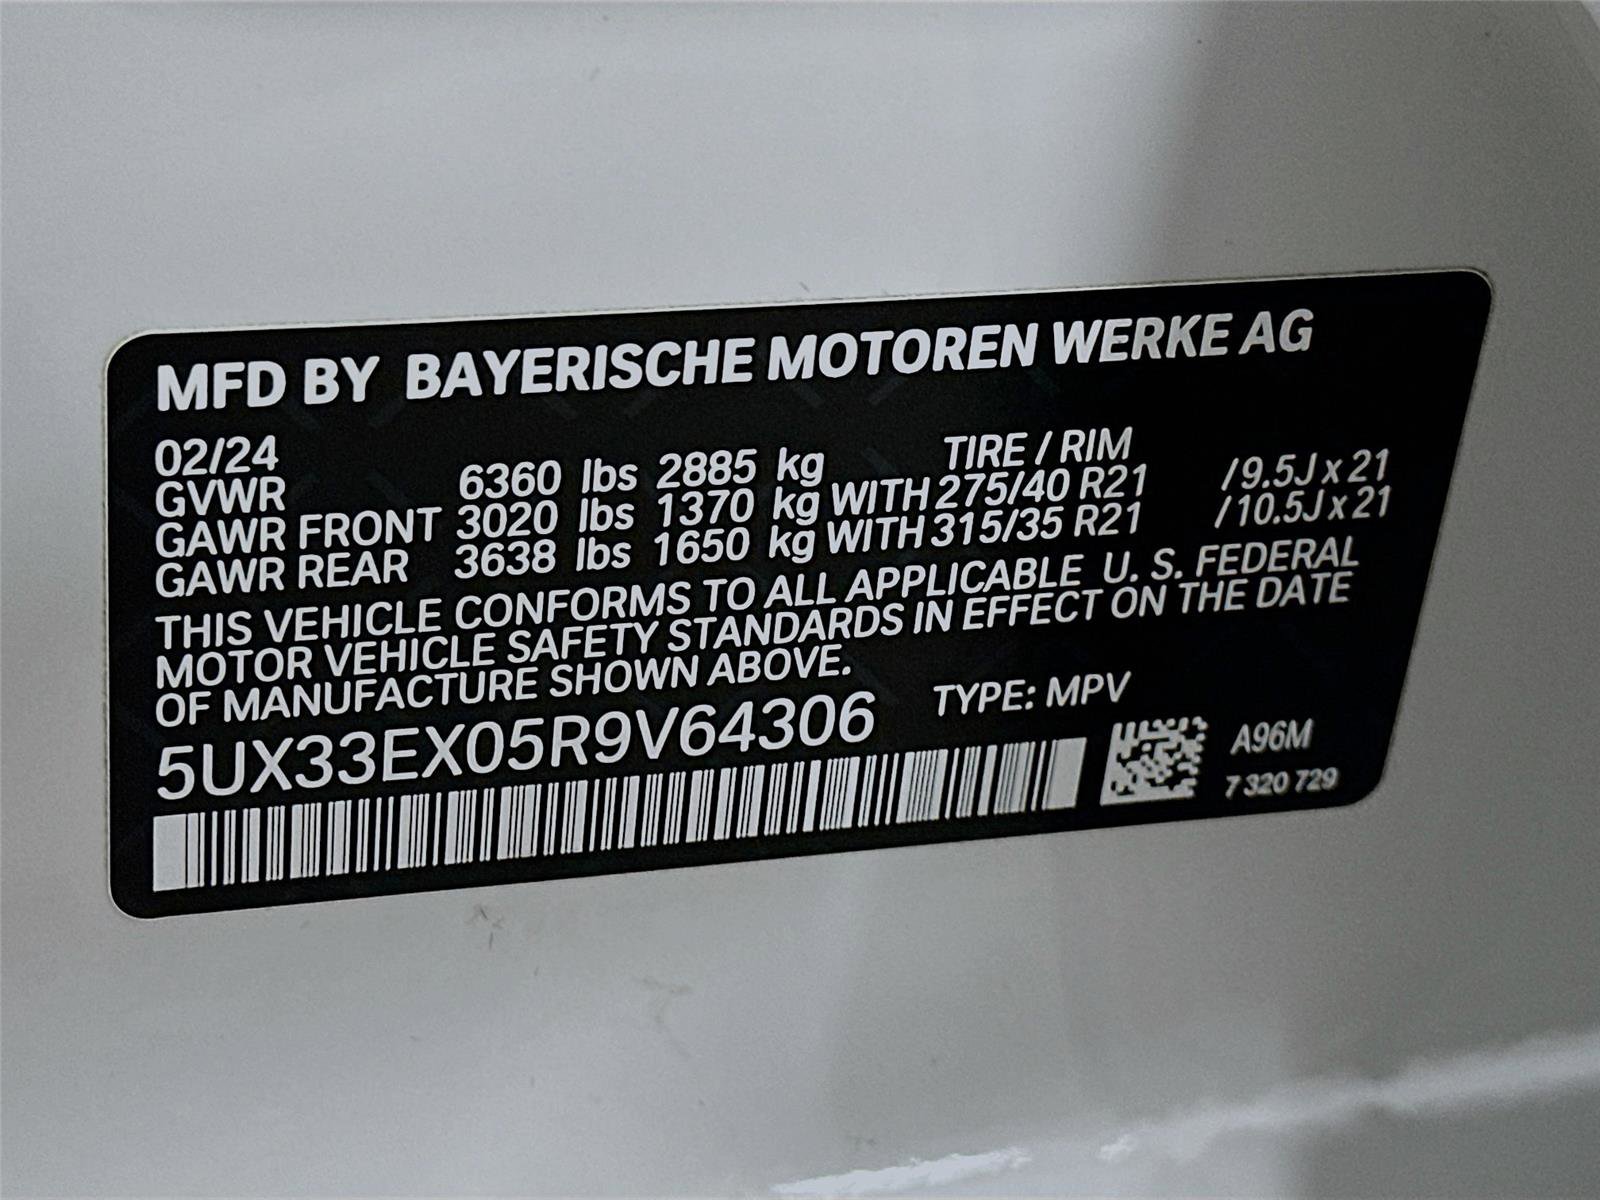 MFD BY BAYERISCHE MOTOREN WERKE AG
02/24 TIRE / RIM
GVWR 6360 lbs 2885 kg
GAWR FRONT 3020 lbs 1370 kg WITH 275/40 R21 /9.5J x 21
GAWR REAR 3638 lbs 1650 kg WITH 315/35 R21 /10.5J x 21
THIS VEHICLE CONFORMS TO ALL APPLICABLE U. S. FEDERAL
MOTOR VEHICLE SAFETY STANDARDS IN EFFECT ON THE DATE
OF MANUFACTURE SHOWN ABOVE.
5UX33EX05R9V64306 TYPE: MPV
A96M
7 320 729